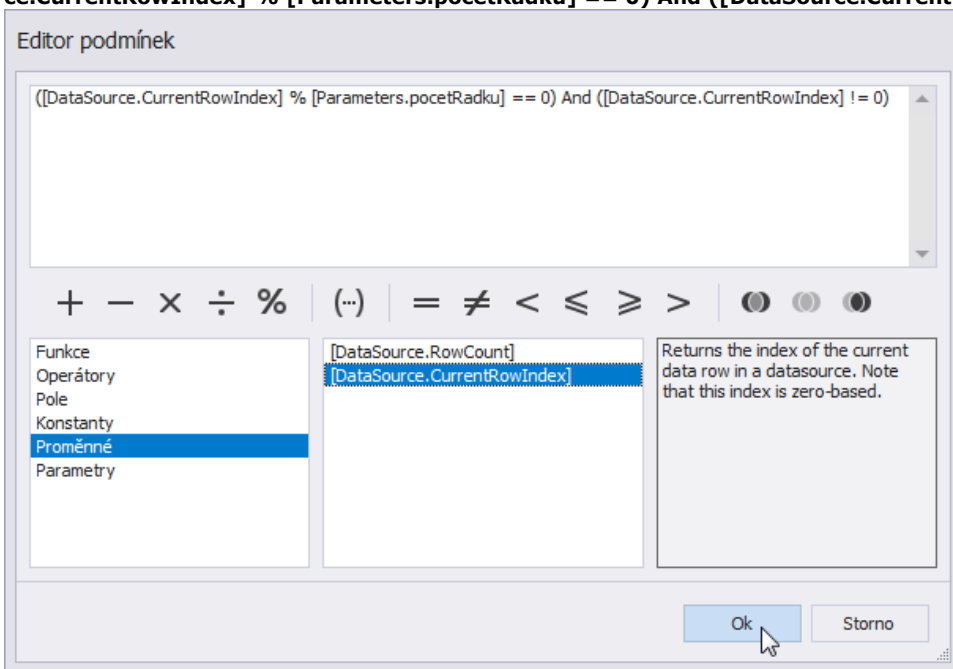 ce.CurrentRowIndex] % [Parameters.pocetRadku] == 0) And ([DataSource.Current
Editor podmínek
([DataSource.CurrentRowIndex] % [Parameters.pocetRadku] == 0) And ([DataSource.CurrentRowIndex] != 0)
+ − × ÷ % (···) = ≠ < ⩽ ⩾ >
Funkce
Operátory
Pole
Konstanty
Proměnné
Parametry
[DataSource.RowCount]
[DataSource.CurrentRowIndex]
Returns the index of the current
data row in a datasource. Note
that this index is zero-based.
Ok
Storno